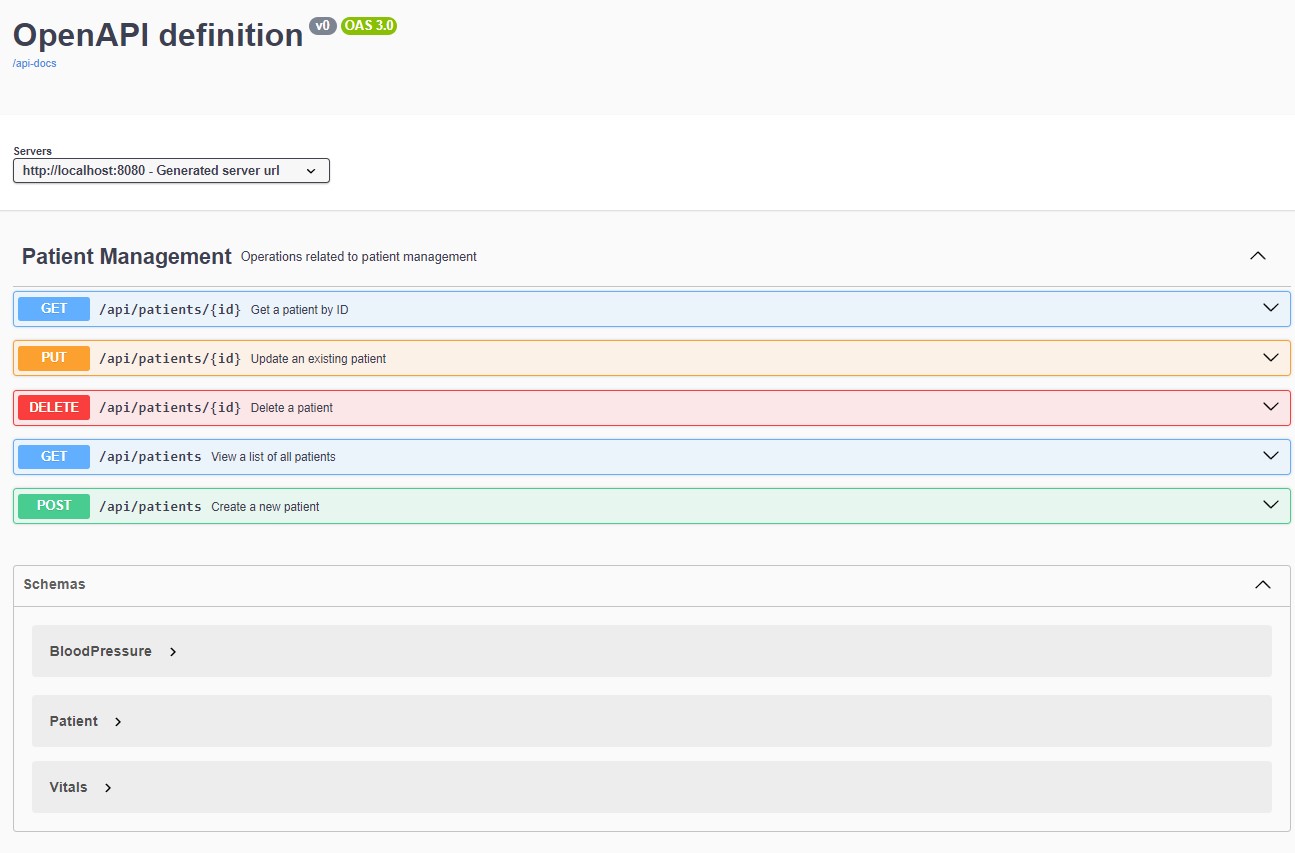 OpenAPI definition v0 OAS 3.0
/api-docs
Servers
http://localhost:8080 - Generated server url
Patient Management Operations related to patient management
GET /api/patients/{id} Get a patient by ID
PUT /api/patients/{id} Update an existing patient
DELETE /api/patients/{id} Delete a patient
GET /api/patients View a list of all patients
POST /api/patients Create a new patient
Schemas
BloodPressure
Patient
Vitals